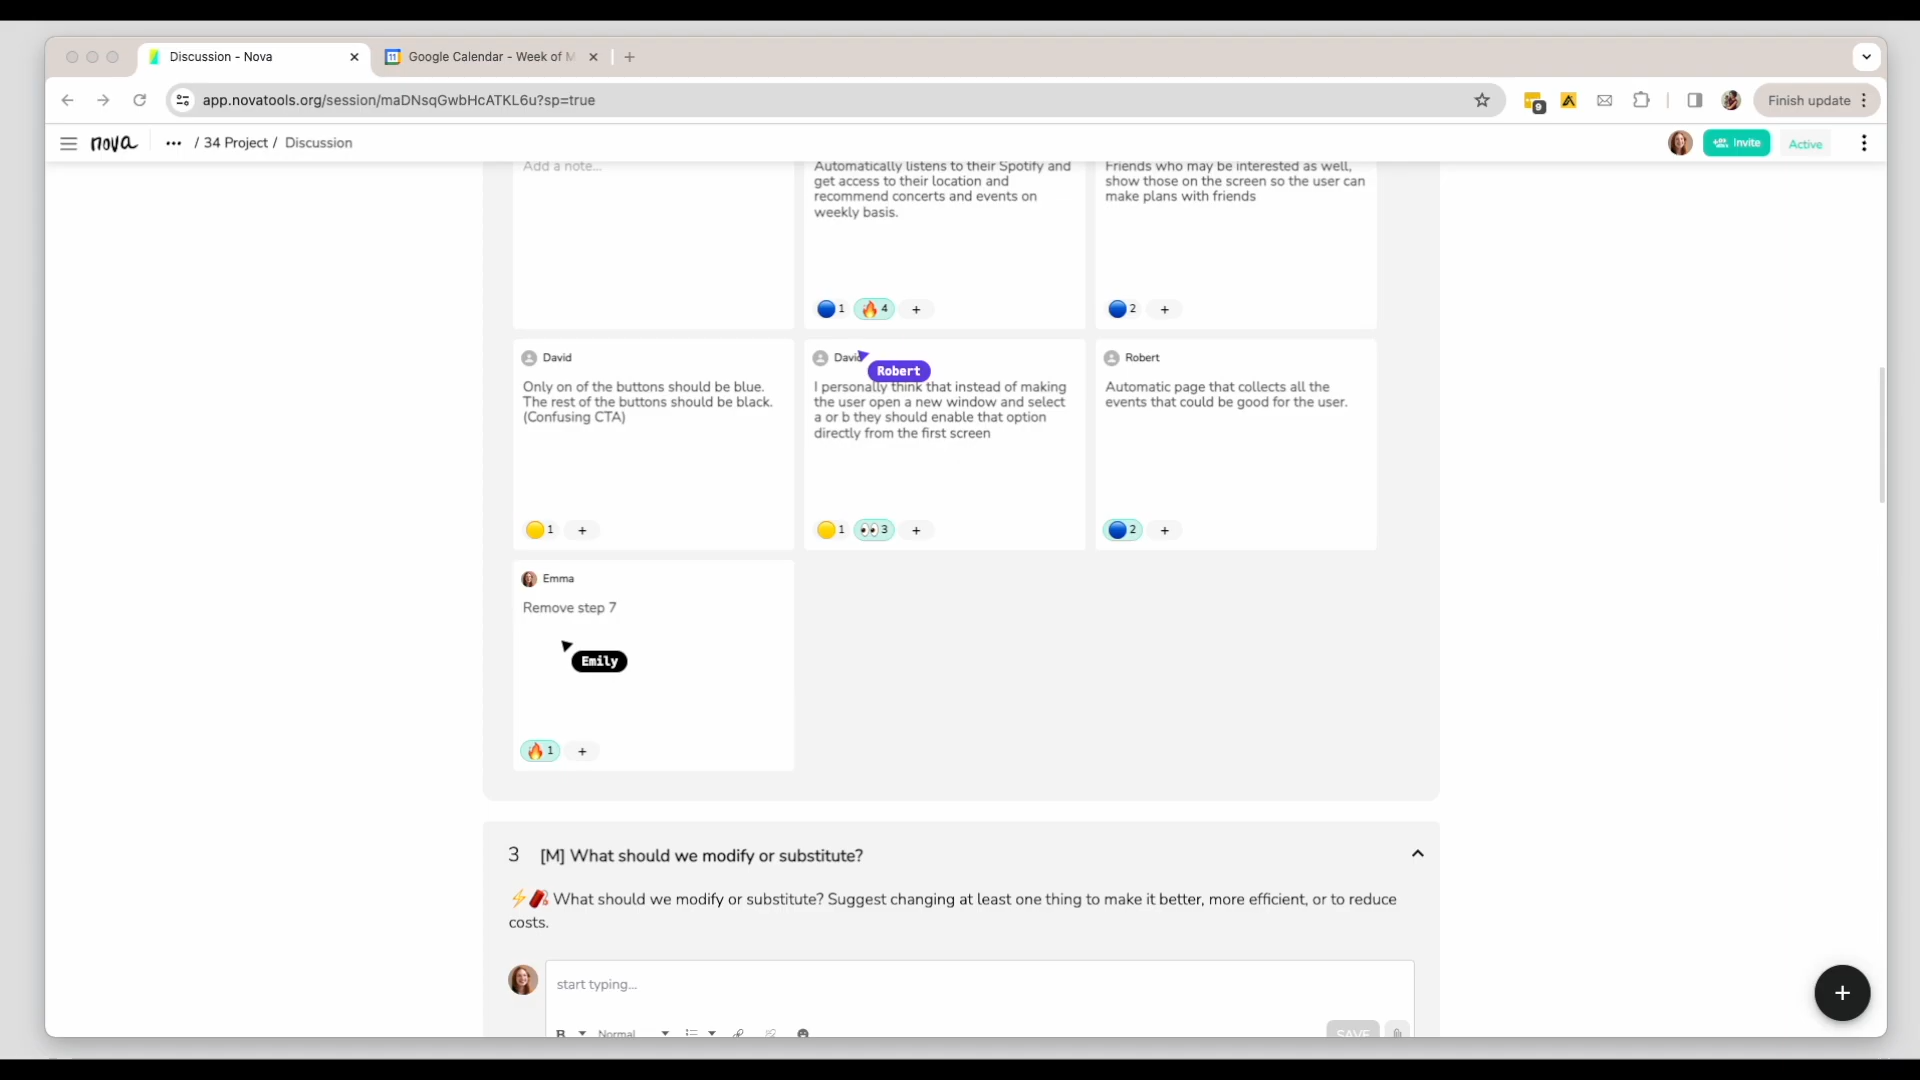 Discussion - Nova
Google Calendar - Week of M
app.novatools.org/session/maDNsqGwbHcATKL6u?sp=true
9
Finish update
nova
/ 34 Project / Discussion
Invite
Active
Add a note...
Automatically listens to their Spotify and
get access to their location and
recommend concerts and events on
weekly basis.
1
4
+
Friends who may be interested as well,
show those on the screen so the user can
make plans with friends
2
+
David
Only on of the buttons should be blue.
The rest of the buttons should be black.
(Confusing CTA)
1
+
David
Robert
I personally think that instead of making
the user open a new window and select
a or b they should enable that option
directly from the first screen
1
3
+
Robert
Automatic page that collects all the
events that could be good for the user.
2
+
Emma
Remove step 7
Emily
1
+
3 [M] What should we modify or substitute?
What should we modify or substitute? Suggest changing at least one thing to make it better, more efficient, or to reduce
costs.
start typing...
B Normal
SAVE
+